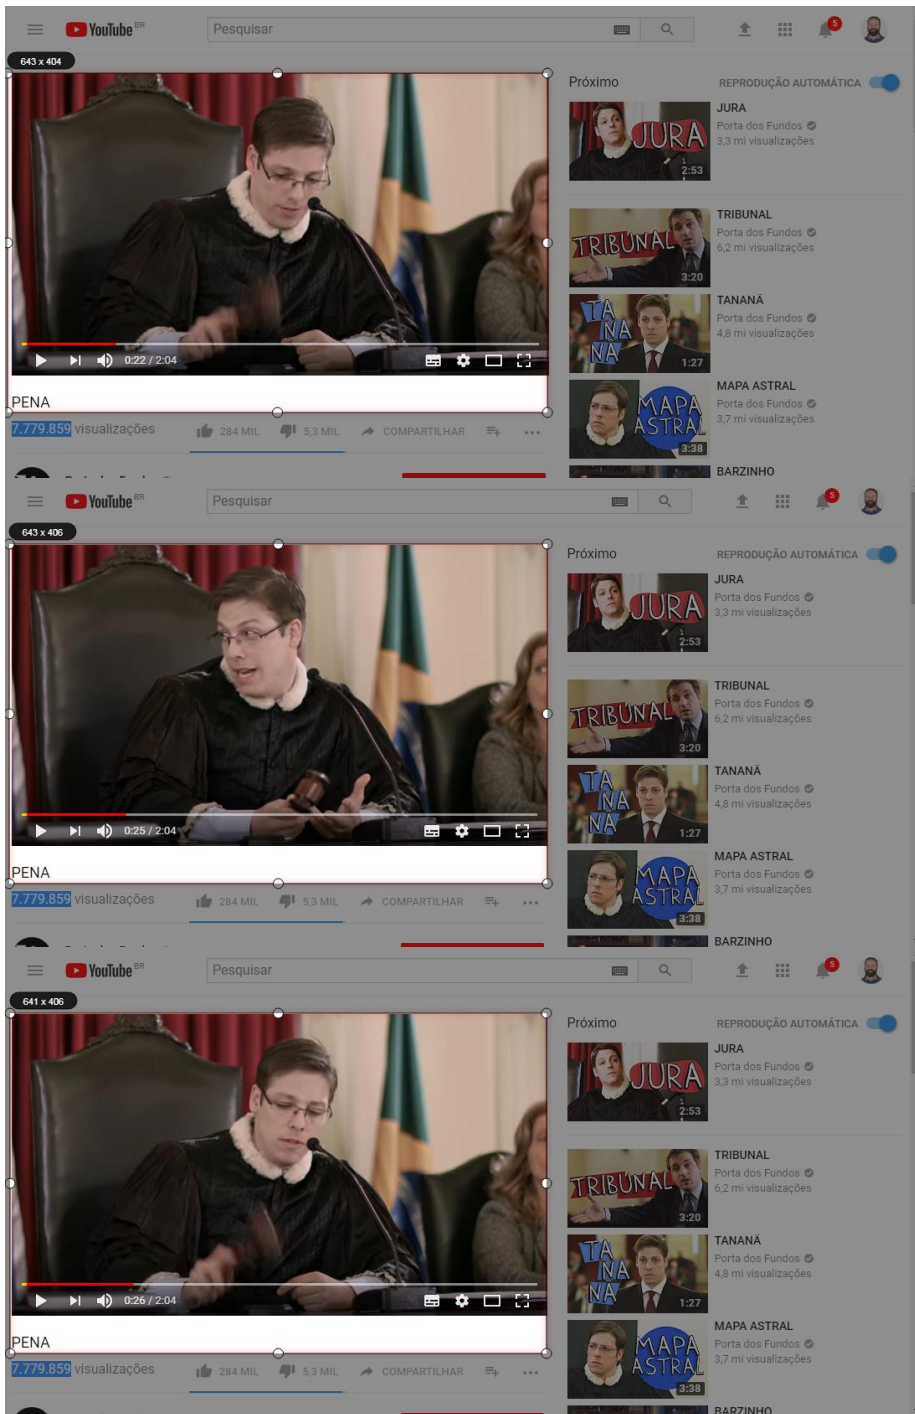 YouTube BR
Pesquisar
5
643 x 404
0:22 / 2:04
PENA
7.779.859 visualizações
284 MIL
5,3 MIL
COMPARTILHAR
Próximo
REPRODUÇÃO AUTOMÁTICA
JURA
2:53
JURA
Porta dos Fundos
3,3 mi visualizações
TRIBUNAL
3:20
TRIBUNAL
Porta dos Fundos
6,2 mi visualizações
TA
NA
NÃ
1:27
TANANÃ
Porta dos Fundos
4,8 mi visualizações
MAPA
ASTRAL
3:38
MAPA ASTRAL
Porta dos Fundos
3,7 mi visualizações
BARZINHO
YouTube BR
Pesquisar
5
643 x 406
0:25 / 2:04
PENA
7.779.859 visualizações
284 MIL
5,3 MIL
COMPARTILHAR
Próximo
REPRODUÇÃO AUTOMÁTICA
JURA
2:53
JURA
Porta dos Fundos
3,3 mi visualizações
TRIBUNAL
3:20
TRIBUNAL
Porta dos Fundos
6,2 mi visualizações
TA
NA
NÃ
1:27
TANANÃ
Porta dos Fundos
4,8 mi visualizações
MAPA
ASTRAL
3:38
MAPA ASTRAL
Porta dos Fundos
3,7 mi visualizações
BARZINHO
YouTube BR
Pesquisar
5
641 x 406
0:26 / 2:04
PENA
7.779.859 visualizações
284 MIL
5,3 MIL
COMPARTILHAR
Próximo
REPRODUÇÃO AUTOMÁTICA
JURA
2:53
JURA
Porta dos Fundos
3,3 mi visualizações
TRIBUNAL
3:20
TRIBUNAL
Porta dos Fundos
6,2 mi visualizações
TA
NA
NÃ
1:27
TANANÃ
Porta dos Fundos
4,8 mi visualizações
MAPA
ASTRAL
3:38
MAPA ASTRAL
Porta dos Fundos
3,7 mi visualizações
BARZINHO